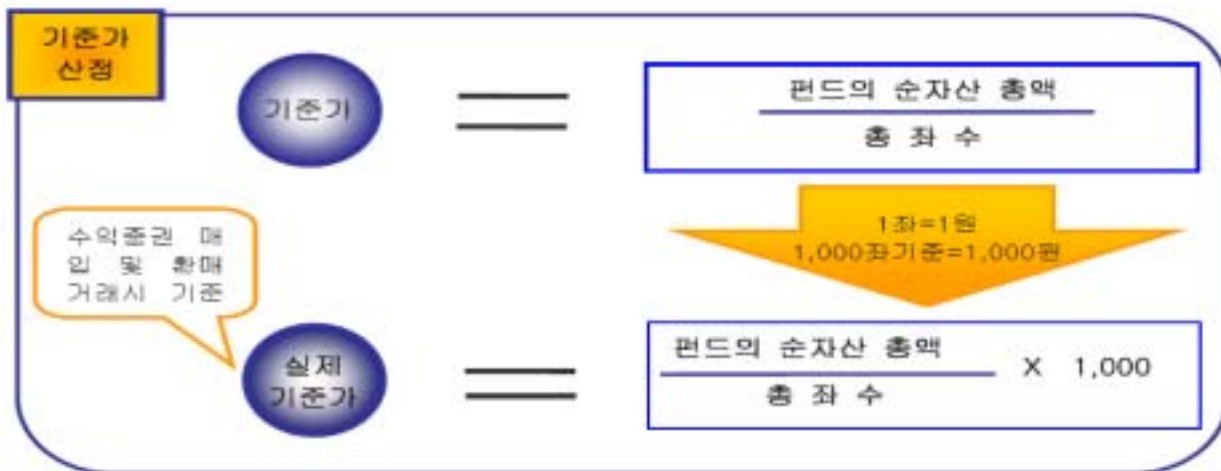 기준가
산정
기준가
펀드의 순자산 총액
총 좌 수
1좌=1원
1,000좌기준=1,000원
수익증권 매
입 및 환매
거래시 기준
실제
기준가
펀드의 순자산 총액
총 좌 수
X 1,000